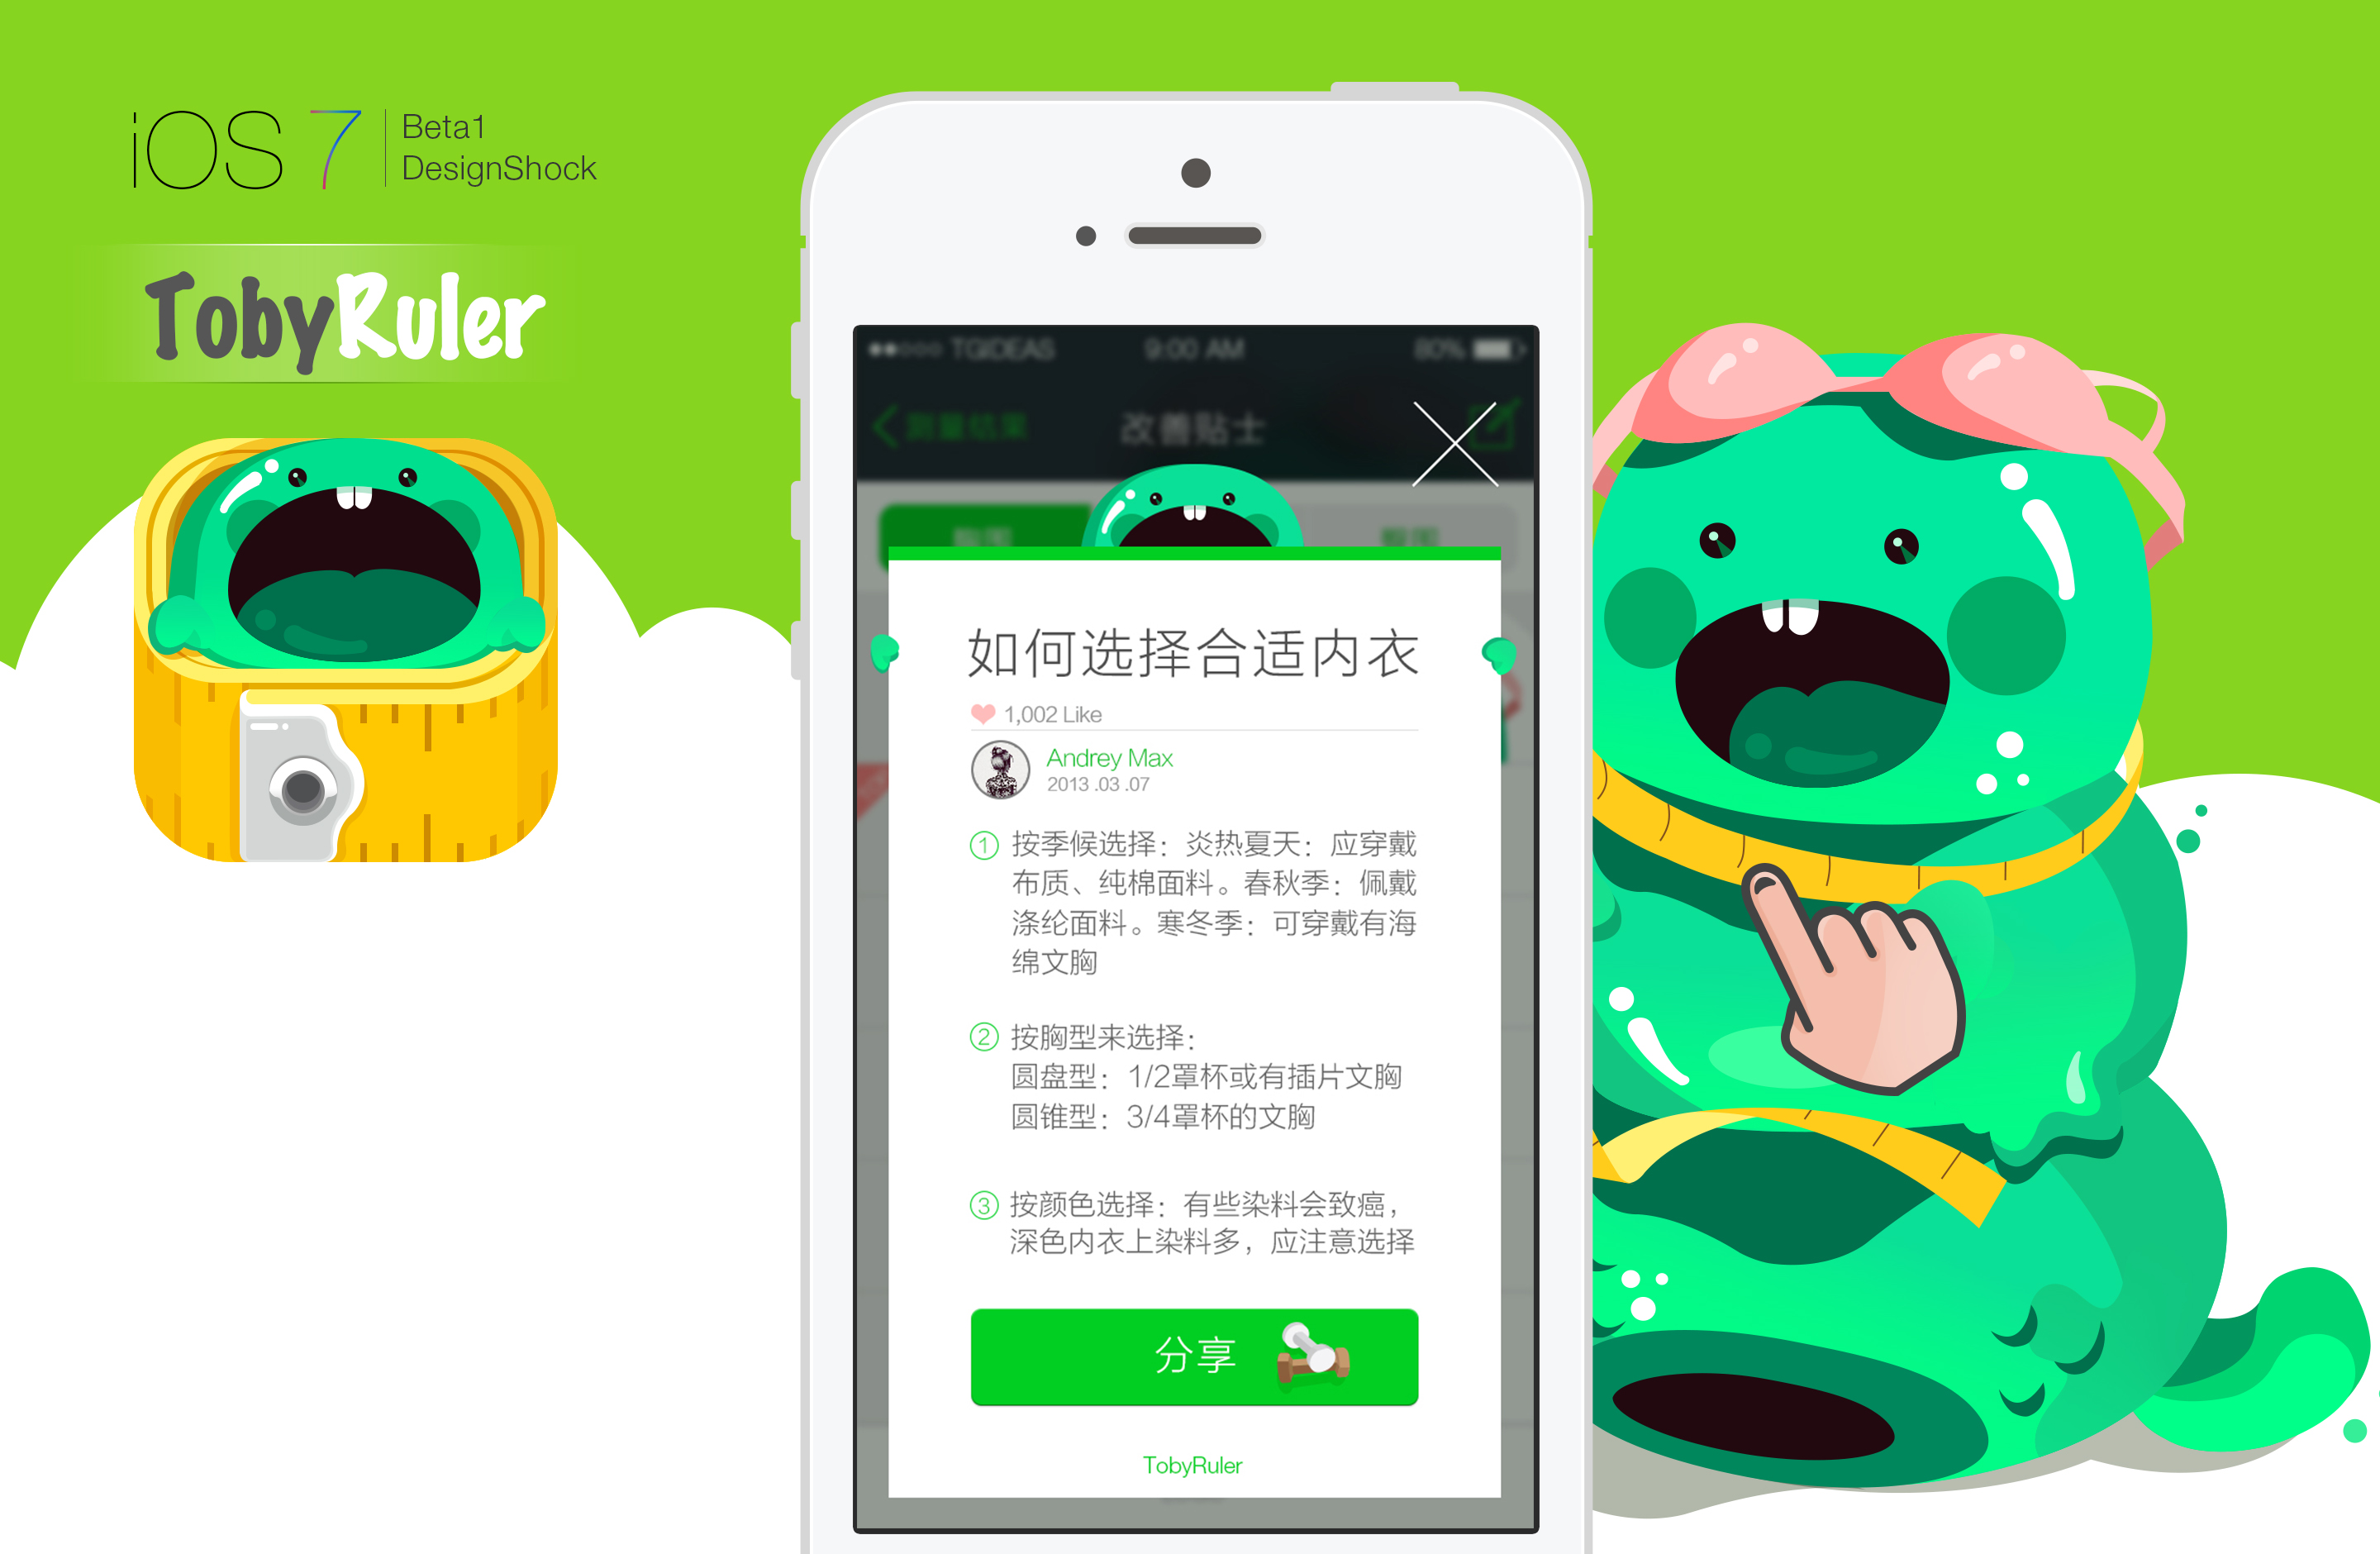 iOS 7
Beta1
DesignShock
TobyRuler
TGIDEAS 9:00 AM 80%
测量结果 改善贴士
如何选择合适内衣
1,002 Like
Andrey Max
2013 .03 .07
① 按季候选择：炎热夏天：应穿戴
布质、纯棉面料。春秋季：佩戴
涤纶面料。寒冬季：可穿戴有海
绵文胸
② 按胸型来选择：
圆盘型：1/2罩杯或有插片文胸
圆锥型：3/4罩杯的文胸
③ 按颜色选择：有些染料会致癌，
深色内衣上染料多，应注意选择
分享
TobyRuler